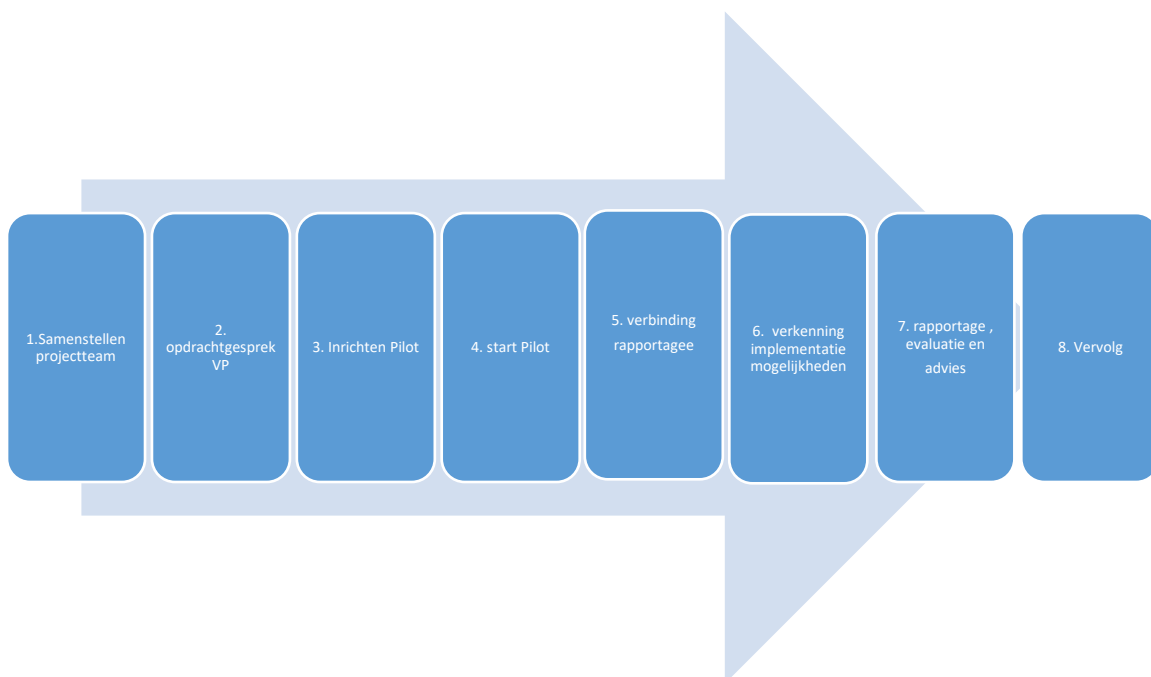 1.Samenstellen
projectteam
2.
opdrachtgesprek
VP
3. Inrichten Pilot
4. start Pilot
5. verbinding
rapportagee
6. verkenning
implementatie
mogelijkheden
7. rapportage ,
evaluatie en
advies
8. Vervolg